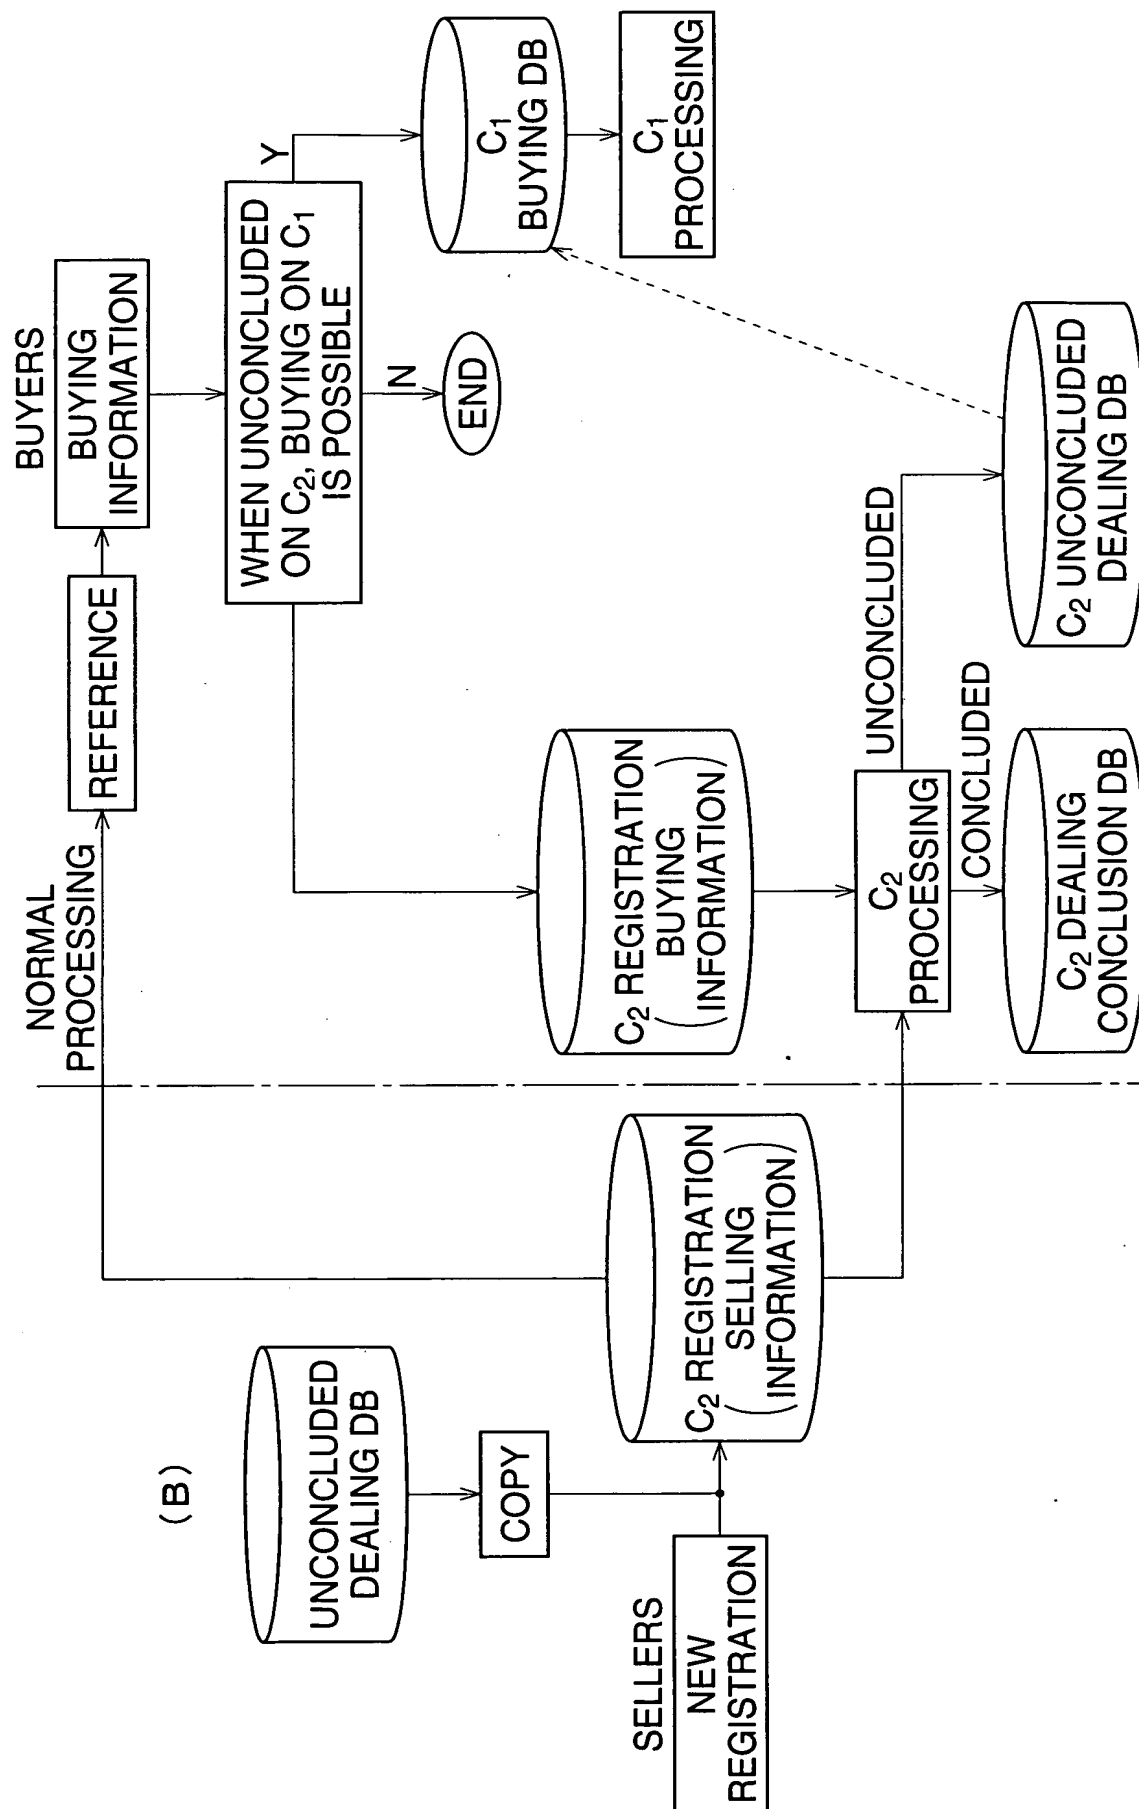 (B)
UNCONCLUDED
DEALING DB
COPY
SELLERS
NEW
REGISTRATION
C2 REGISTRATION
SELLING
(INFORMATION)
NORMAL
PROCESSING
REFERENCE
BUYERS
BUYING
INFORMATION
WHEN UNCONCLUDED
ON C2, BUYING ON C1
IS POSSIBLE
Y
N
END
C1
BUYING DB
C1
PROCESSING
C2 REGISTRATION
BUYING
(INFORMATION)
C2
PROCESSING
UNCONCLUDED
CONCLUDED
C2 DEALING
CONCLUSION DB
C2 UNCONCLUDED
DEALING DB